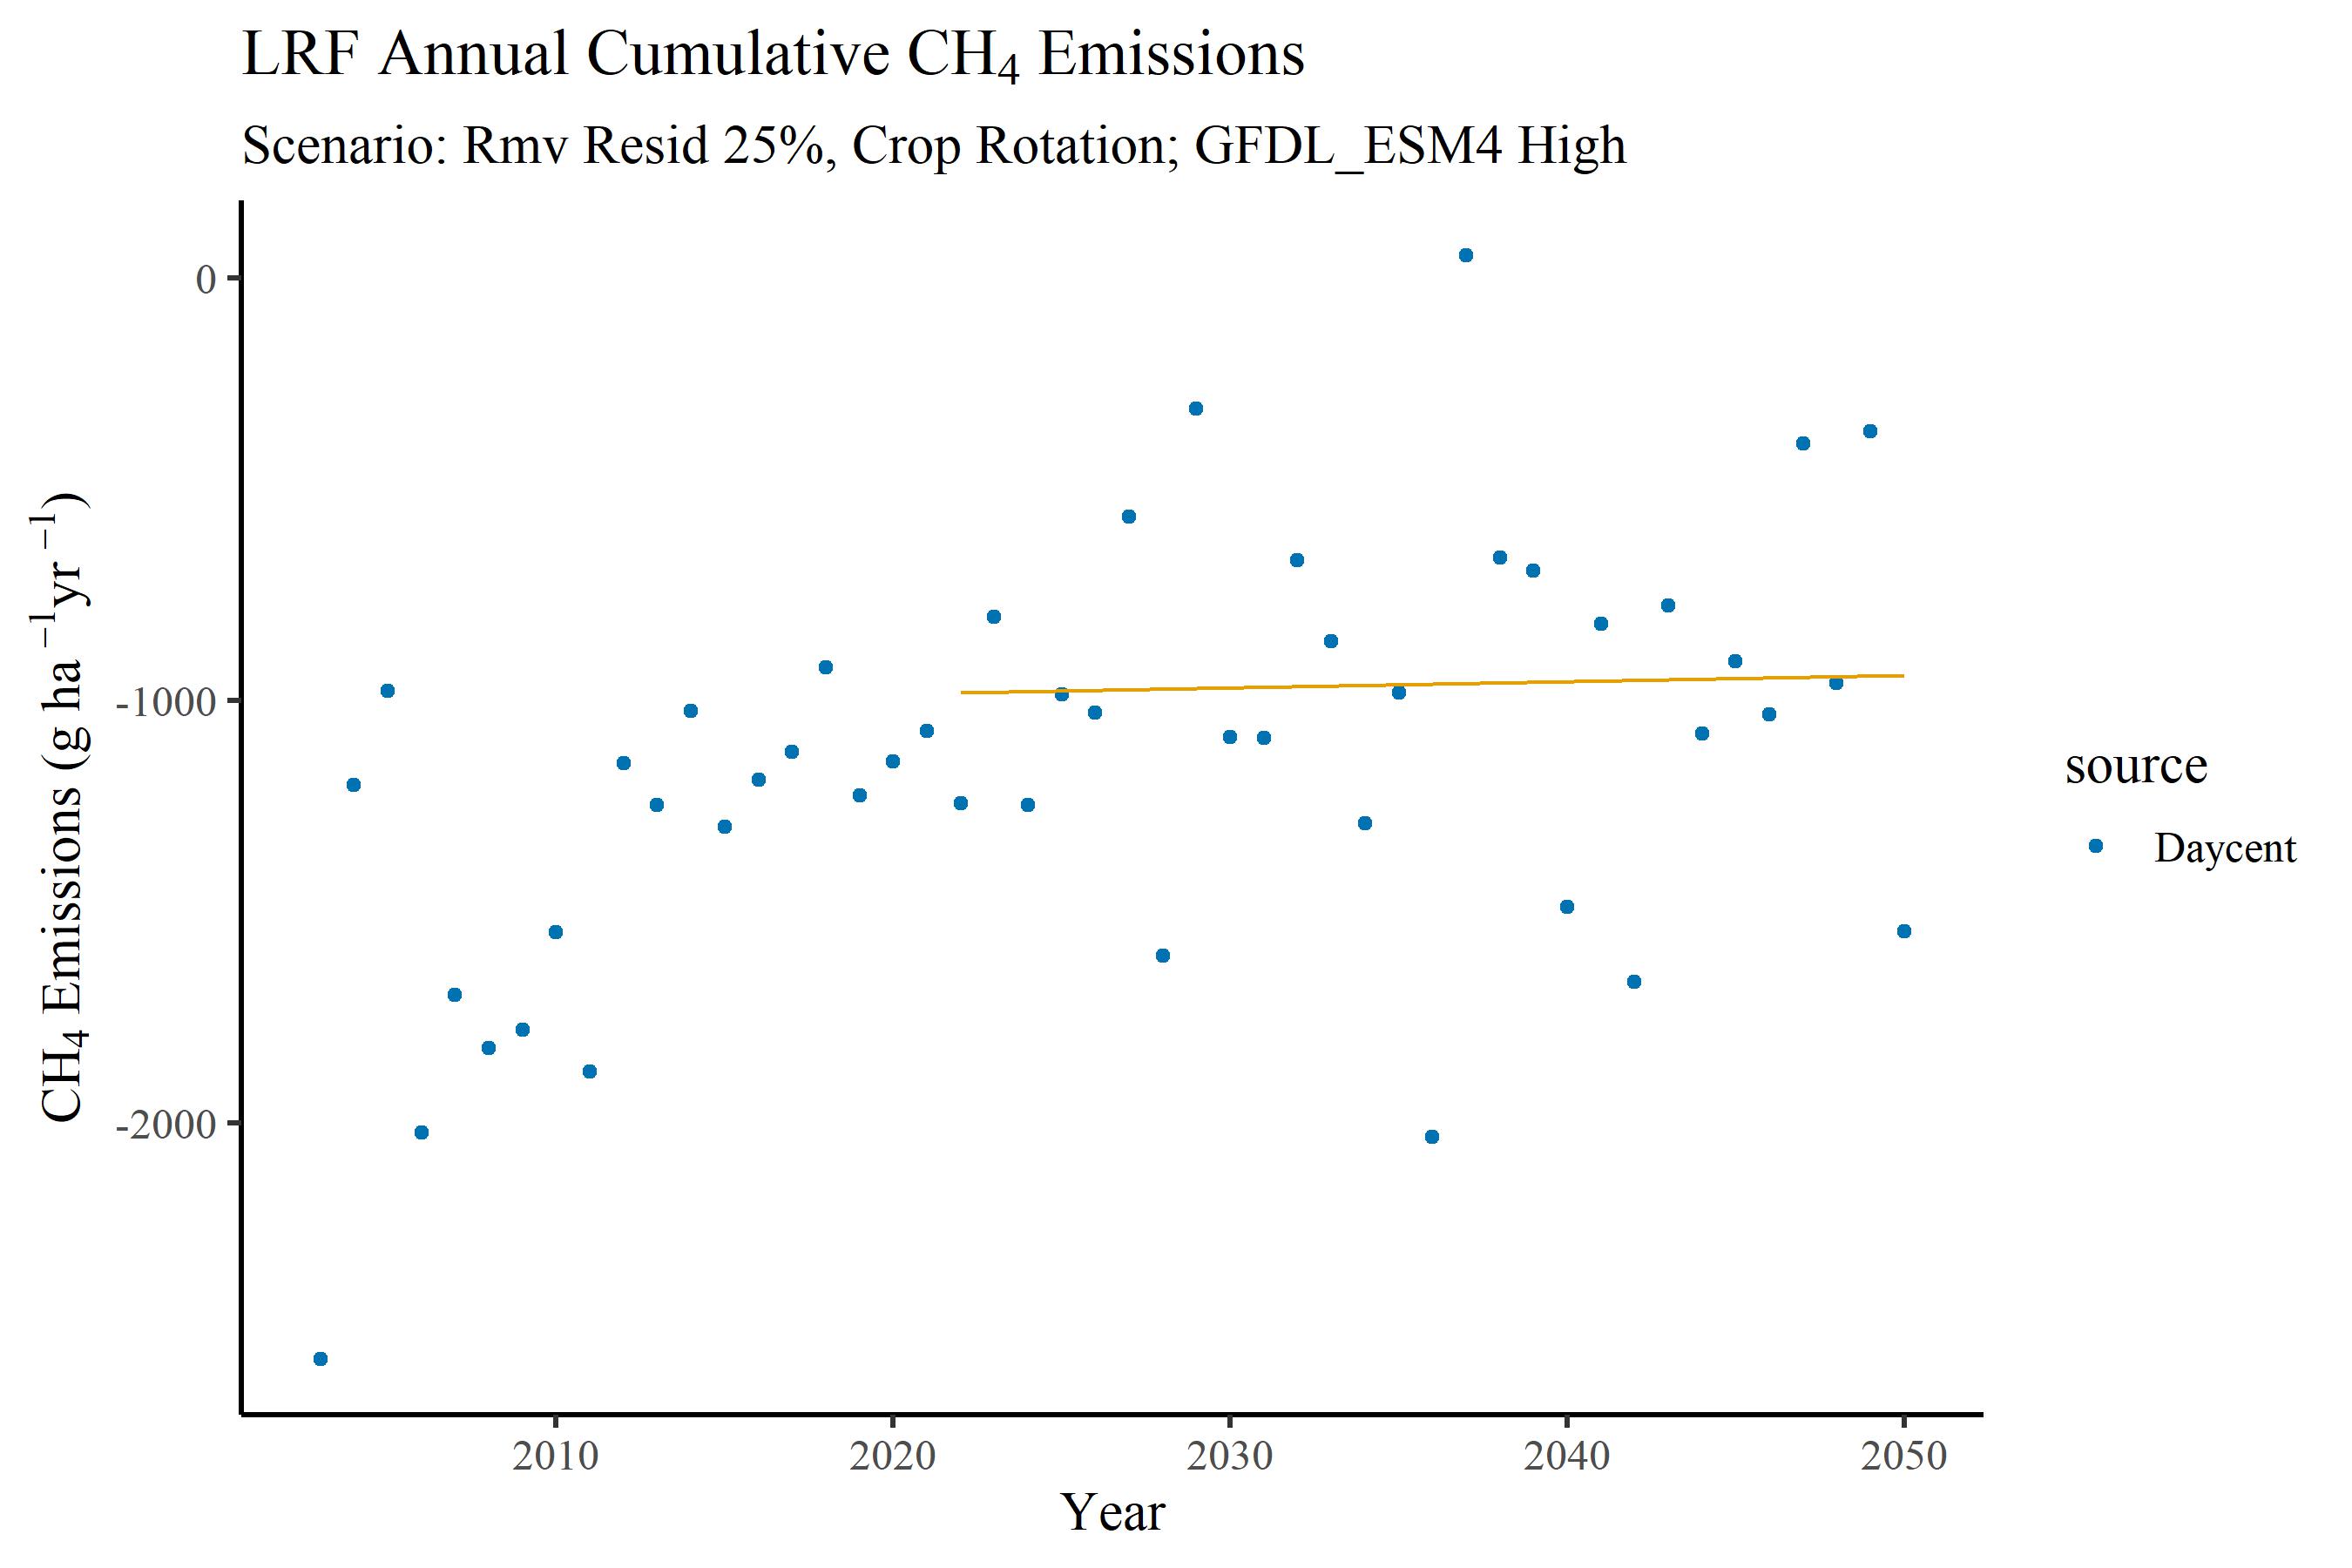 LRF Annual Cumulative CH₄ Emissions
Scenario: Rmv Resid 25%, Crop Rotation; GFDL_ESM4 High
CH₄ Emissions (g ha ⁻¹yr ⁻¹)
0
-1000
-2000
2010 2020 2030 2040 2050
Year
source
Daycent